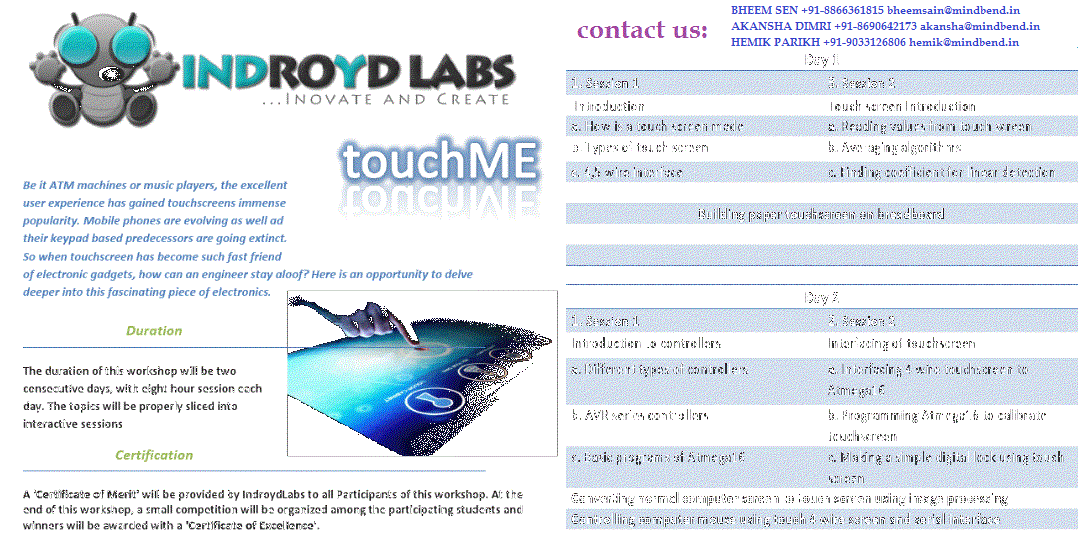 INDROYD LABS
...INOVATE AND CREATE
touchME
Be it ATM machines or music players, the excellent
user experience has gained touchscreens immense
popularity. Mobile phones are evolving as well ad
their keypad based predecessors are going extinct.
So when touchscreen has become such fast friend
of electronic gadgets, how can an engineer stay aloof? Here is an opportunity to delve
deeper into this fascinating piece of electronics.
Duration
The duration of this workshop will be two
consecutive days, with eight hour session each
day. The topics will be properly sliced into
interactive sessions
Certification
A 'Certificate of Merit' will be provided by IndroydLabs to all Participants of this workshop. At the
end of this workshop, a small competition will be organized among the participating students and
winners will be awarded with a 'Certificate of Excellence'.
contact us:
BHEEM SEN +91-8866361815 bheemsain@mindbend.in
AKANSHA DIMRI +91-8690642173 akansha@mindbend.in
HEMIK PARIKH +91-9033126806 hemik@mindbend.in
Day 1
1. Session 1 2. Session 2
Introduction Touch screen Introduction
a. How is a touch screen made a. Reading values from touch screen
b. Types of touch screen b. Averaging algorithms
c. 4,5 wire interface c. Finding coefficient for linear detection
Building paper touchscreen on breadboard
Day 2
1. Session 1 2. Session 2
Introduction to controllers Interfacing of touchscreen
a. Different types of controllers a. Interfacing 4 wire touchscreen to
Atmega16
b. AVR series controllers b. Programming Atmega16 to calibrate
touchscreen
c. Basic programs of Atmega16 c. Making a simple digital lock using touch
screen
Converting normal computer screen to touch screen using image processing
Controlling computer mouse using touch 4 wire screen and serial interface